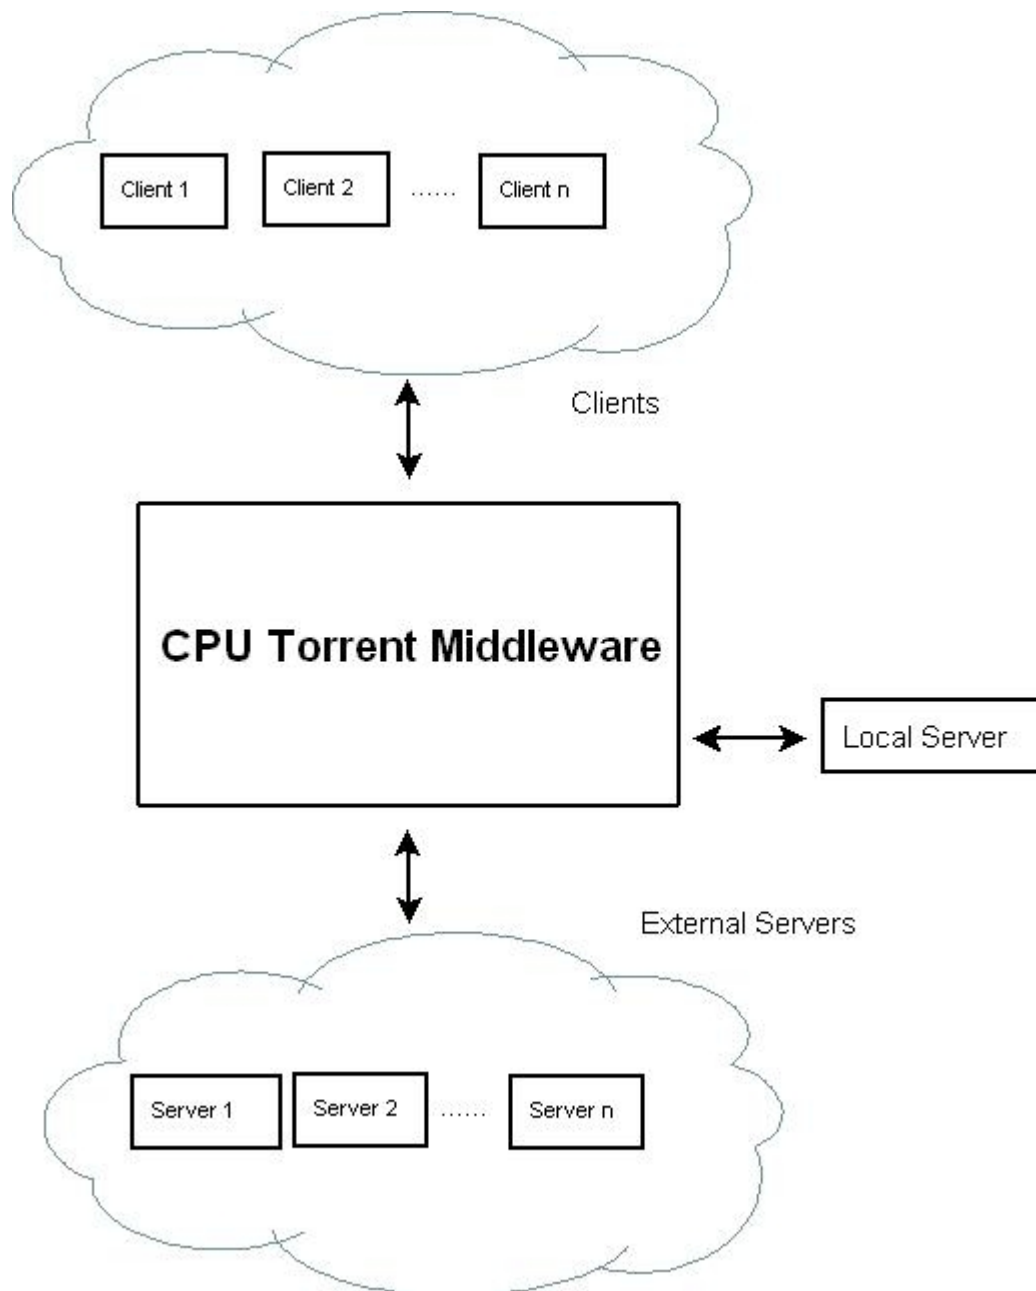 Client 1
Client 2
......
Client n
Clients
CPU Torrent Middleware
Local Server
External Servers
Server 1
Server 2
......
Server n